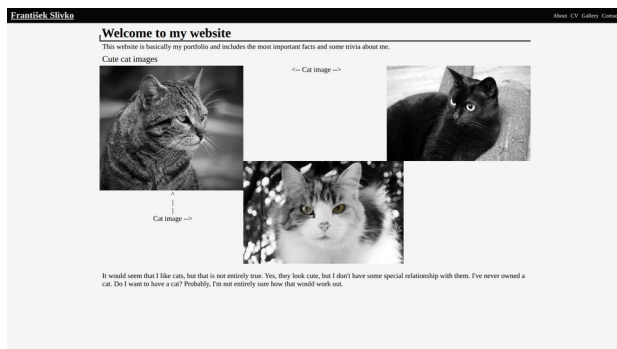 František Slivko
About CV Gallery Contact
Welcome to my website
This website is basically my portfolio and includes the most important facts and some trivia about me.
Cute cat images
<-- Cat image -->
^
|
|
Cat image -->
It would seem that I like cats, but that is not entirely true. Yes, they look cute, but I don't have some special relationship with them. I've never owned a
cat. Do I want to have a cat? Probably, I'm not entirely sure how that would work out.